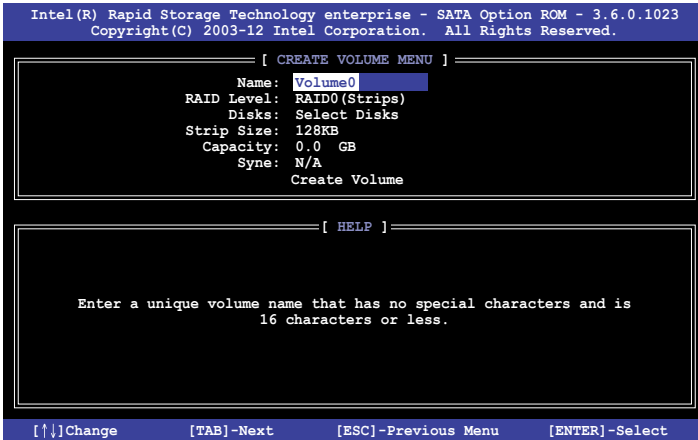 Intel(R) Rapid Storage Technology enterprise - SATA Option ROM - 3.6.0.1023
Copyright(C) 2003-12 Intel Corporation. All Rights Reserved.
[ CREATE VOLUME MENU ]
Name: Volume0
RAID Level: RAID0(Strips)
Disks: Select Disks
Strip Size: 128KB
Capacity: 0.0 GB
Syne: N/A
Create Volume
[ HELP ]
Enter a unique volume name that has no special characters and is
16 characters or less.
[↑↓]Change [TAB]-Next [ESC]-Previous Menu [ENTER]-Select